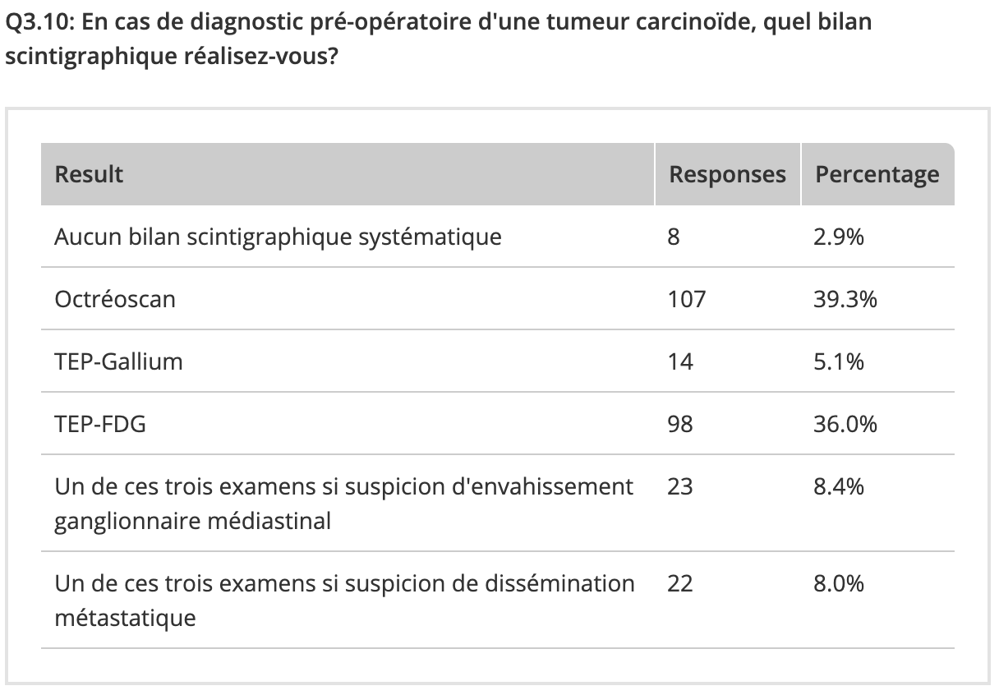 Q3.10: En cas de diagnostic pré-opératoire d'une tumeur carcinoïde, quel bilan
scintigraphique réalisez-vous?
Result Responses Percentage
Aucun bilan scintigraphique systématique 8 2.9%
Octréoscan 107 39.3%
TEP-Gallium 14 5.1%
TEP-FDG 98 36.0%
Un de ces trois examens si suspicion d'envahissement 23 8.4%
ganglionnaire médiastinal
Un de ces trois examens si suspicion de dissémination 22 8.0%
métastatique